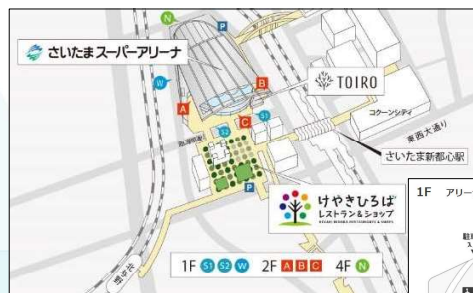 N
P
さいたまスーパーアリーナ
W
B
TOIRO
A
S1
コクーンシティ
C
S2
東西大通り
さいたま新都心駅
P
けやきひろば
レストラン&ショップ
1F S1 S2 W 2F A B C 4F N
1F アリー